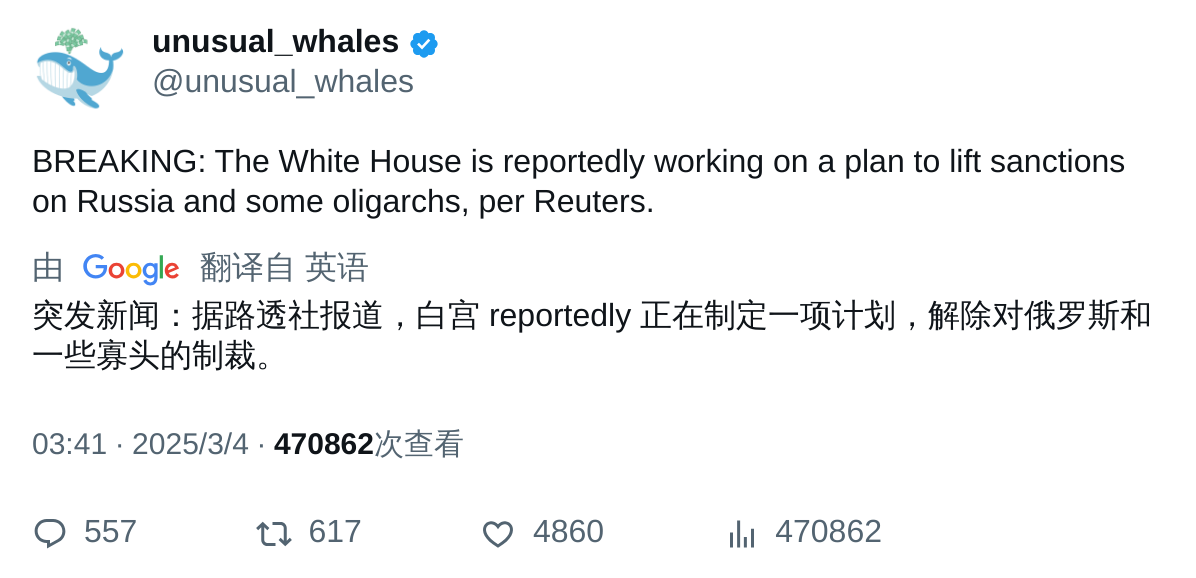 unusual_whales
@unusual_whales
BREAKING: The White House is reportedly working on a plan to lift sanctions
on Russia and some oligarchs, per Reuters.
由 Google 翻译自 英语
突发新闻：据路透社报道，白宫 reportedly 正在制定一项计划，解除对俄罗斯和
一些寡头的制裁。
03:41 · 2025/3/4 · 470862次查看
557 617 4860 470862